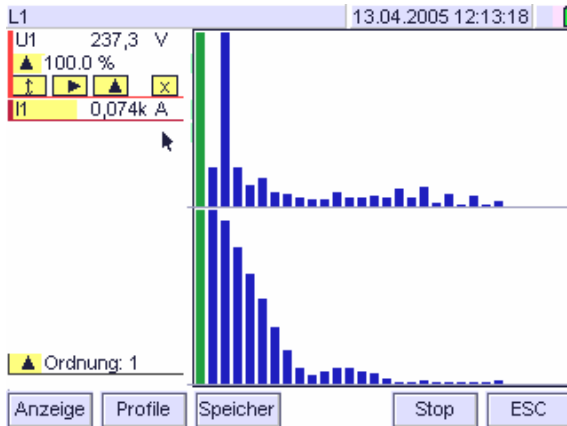 L1 13.04.2005 12:13:18
U1 237,3 V
100.0 %
x
I1 0,074k A
Ordnung: 1
Anzeige Profile Speicher Stop ESC